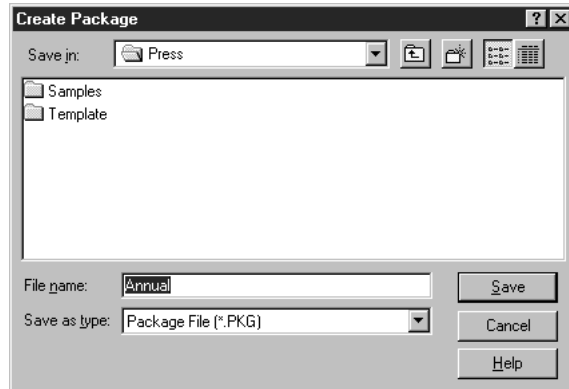 Create Package
Save in: Press
Samples
Template
File name: Annual Save
Save as type: Package File (*.PKG) Cancel
Help